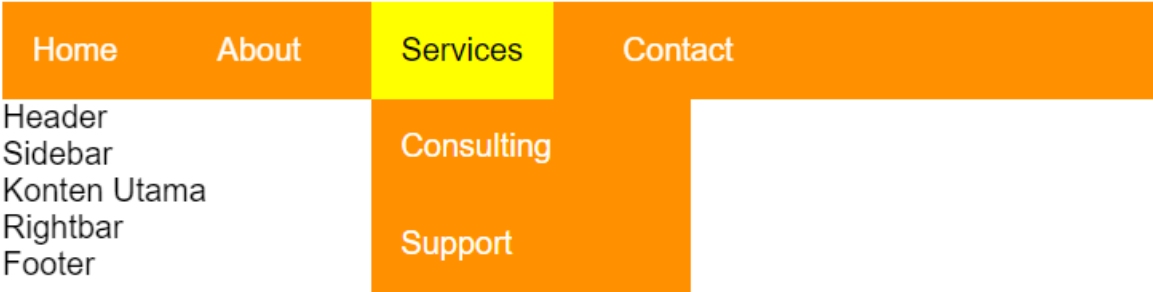 Home About Services Contact
Header
Sidebar
Konten Utama
Rightbar
Footer
Consulting
Support